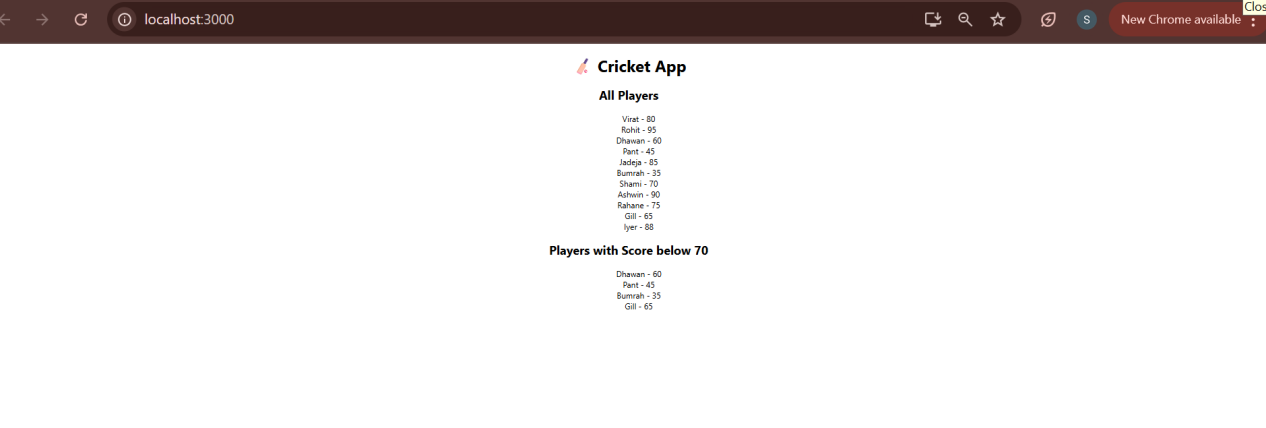 Clos
localhost:3000
S
New Chrome available
🏏 Cricket App
All Players
Virat - 80
Rohit - 95
Dhawan - 60
Pant - 45
Jadeja - 85
Bumrah - 35
Shami - 70
Ashwin - 90
Rahane - 75
Gill - 65
Iyer - 88
Players with Score below 70
Dhawan - 60
Pant - 45
Bumrah - 35
Gill - 65